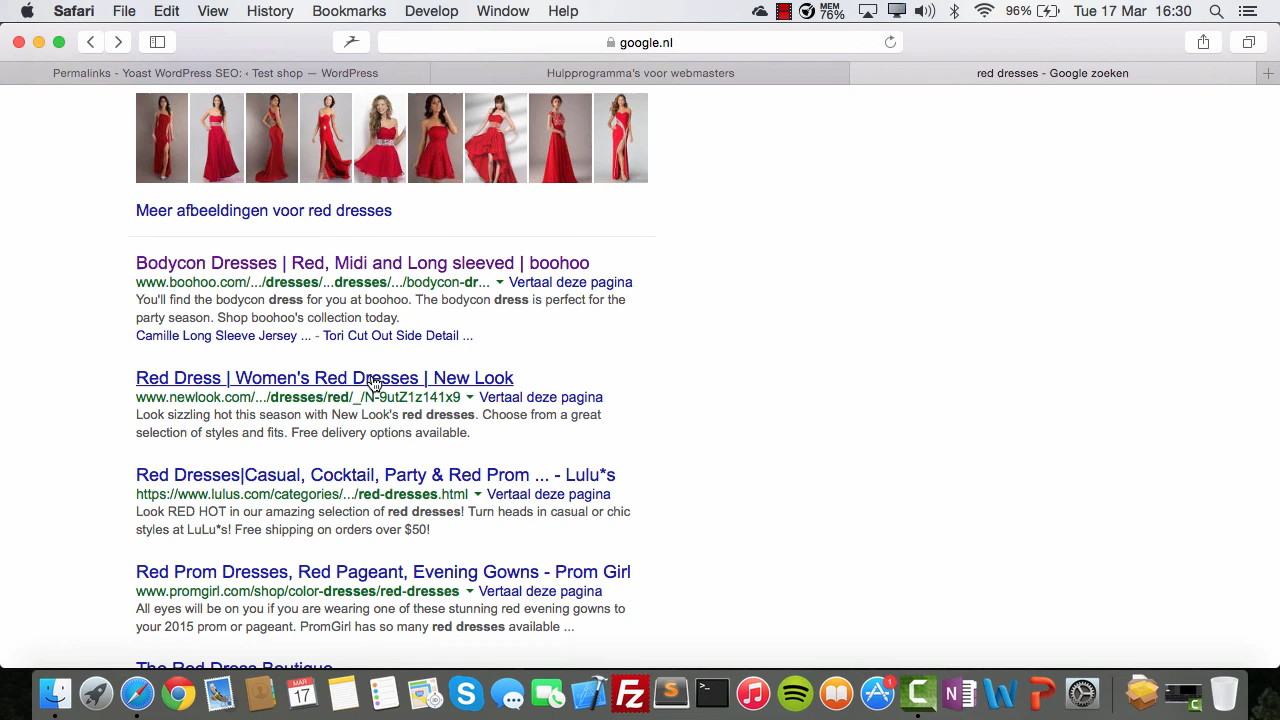 Safari File Edit View History Bookmarks Develop Window Help MEM 76% 96% Tue 17 Mar 16:30
google.nl
Permalinks - Yoast WordPress SEO: ‹ Test shop — WordPress Hulpprogramma's voor webmasters red dresses - Google zoeken
Meer afbeeldingen voor red dresses
Bodycon Dresses | Red, Midi and Long sleeved | boohoo
www.boohoo.com/.../dresses/...dresses/.../bodycon-dr... Vertaal deze pagina
You'll find the bodycon dress for you at boohoo. The bodycon dress is perfect for the
party season. Shop boohoo's collection today.
Camille Long Sleeve Jersey ... - Tori Cut Out Side Detail ...
Red Dress | Women's Red Dresses | New Look
www.newlook.com/.../dresses/red/_/N-9utZ1z141x9 Vertaal deze pagina
Look sizzling hot this season with New Look's red dresses. Choose from a great
selection of styles and fits. Free delivery options available.
Red Dresses|Casual, Cocktail, Party & Red Prom ... - Lulu*s
https://www.lulus.com/categories/.../red-dresses.html Vertaal deze pagina
Look RED HOT in our amazing selection of red dresses! Turn heads in casual or chic
styles at LuLu*s! Free shipping on orders over $50!
Red Prom Dresses, Red Pageant, Evening Gowns - Prom Girl
www.promgirl.com/shop/color-dresses/red-dresses Vertaal deze pagina
All eyes will be on you if you are wearing one of these stunning red evening gowns to
your 2015 prom or pageant. PromGirl has so many red dresses available ...
The Red Dress Boutique
MAR
17
1